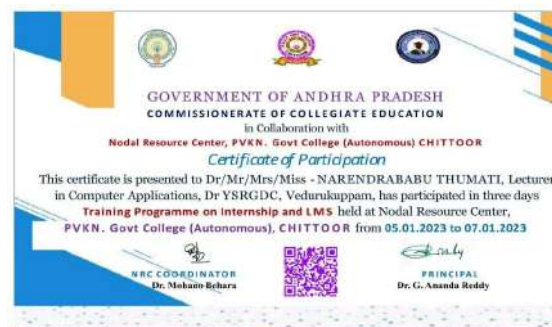 GOVERNMENT OF ANDHRA PRADESH
COMMISSIONERATE OF COLLEGIATE EDUCATION
in Collaboration with
Nodal Resource Center, PVKN. Govt College (Autonomous) CHITTOOR
Certificate of Participation
This certificate is presented to Dr/Mr/Mrs/Miss - NARENDRABABU THUMATI, Lecturer
in Computer Applications, Dr YSRGDC, Vedurukuppam, has participated in three days
Training Programme on Internship and LMS held at Nodal Resource Center,
PVKN. Govt College (Autonomous), CHITTOOR from 05.01.2023 to 07.01.2023
NRC COORDINATOR PRINCIPAL
Dr. Mohano Behara Dr. G. Ananda Reddy